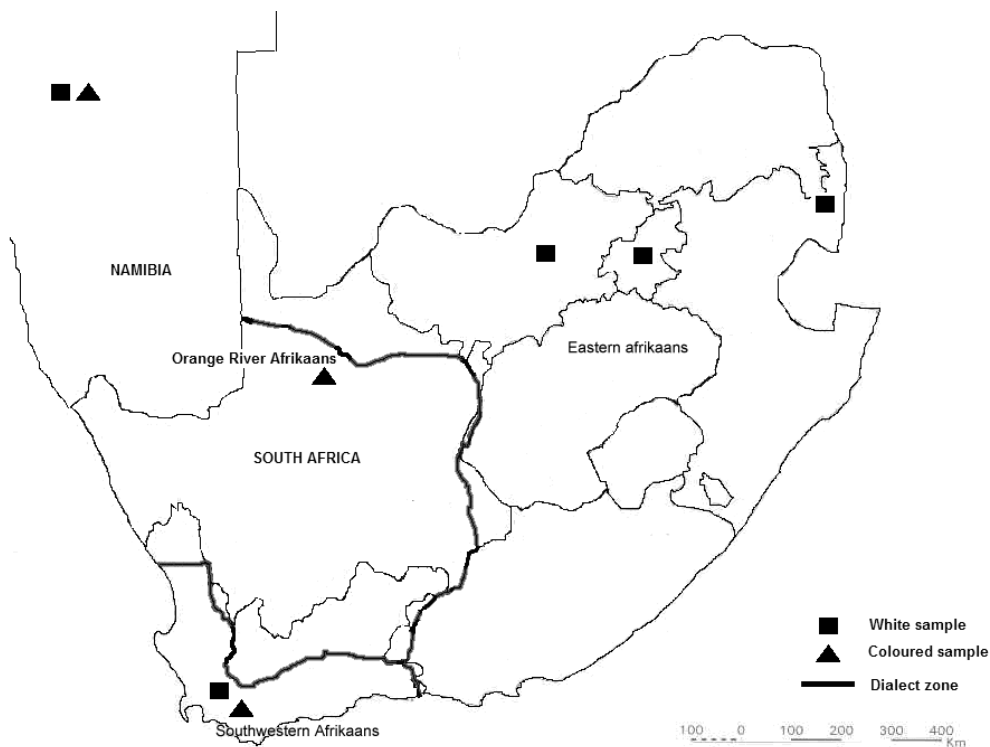 NAMIBIA
Orange River Afrikaans
Eastern afrikaans
SOUTH AFRICA
White sample
Coloured sample
Dialect zone
Southwestern Afrikaans
100 0 100 200 300 400
Km